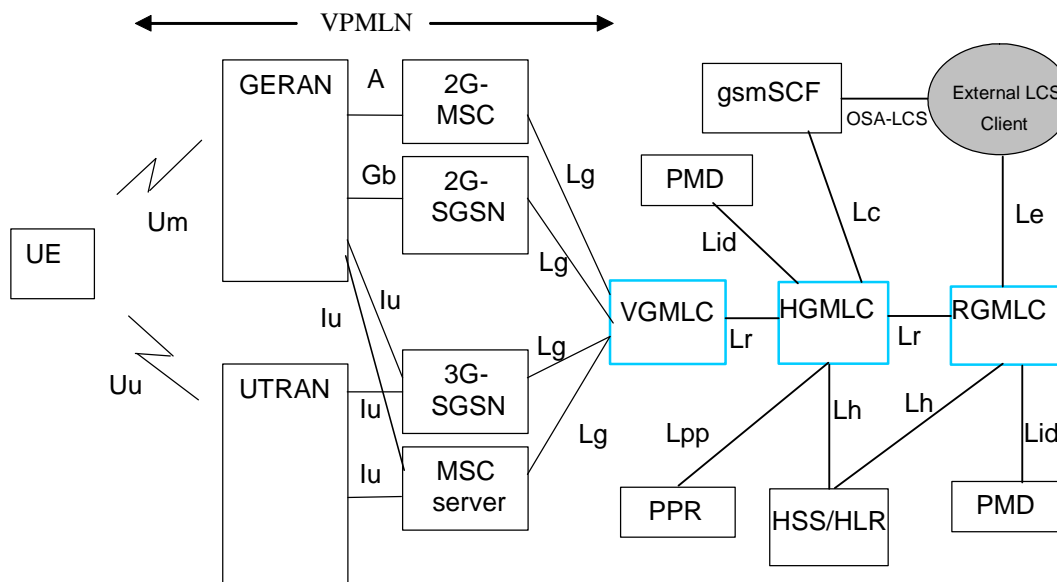 VPMLN
GERAN
A
2G-
MSC
gsmSCF
External LCS
Client
OSA-LCS
Gb
2G-
SGSN
Lg
PMD
Um
Lc
Le
UE
Lid
Lg
Iu
Iu
VGMLC
HGMLC
RGMLC
Lr
Lr
Uu
UTRAN
Lg
3G-
SGSN
Iu
Lg
Lpp
Lh
Lh
Lid
Iu
MSC
server
PPR
HSS/HLR
PMD